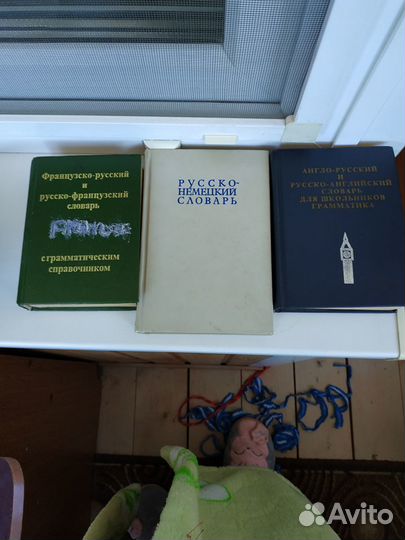 Французско-русский
и
русско-французский
словарь
с грамматическим
справочником
РУССКО-
НЕМЕЦКИЙ
СЛОВАРЬ
АНГЛО-РУССКИЙ
И
РУССКО-АНГЛИЙСКИЙ
СЛОВАРЬ
ДЛЯ ШКОЛЬНИКОВ
ГРАММАТИКА
Avito